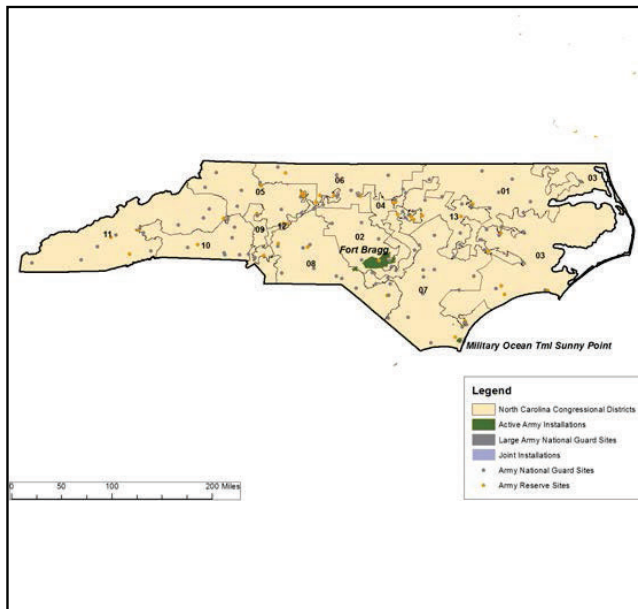 03
06
05
01
04
13
12
02
11
09
Fort Bragg
10
03
08
07
Military Ocean Tml Sunny Point
Legend
North Carolina Congressional Districts
Active Army Installations
Large Army National Guard Sites
Joint Installations
Army National Guard Sites
Army Reserve Sites
0 50 100 200 Miles